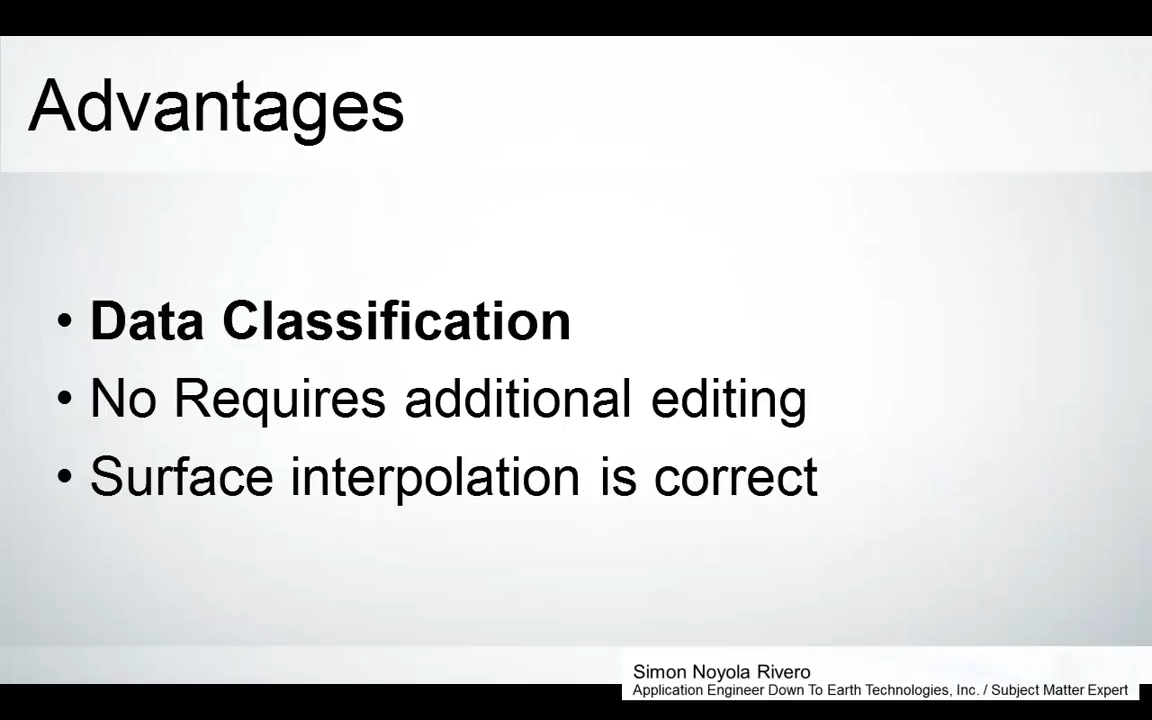 Advantages
• Data Classification
• No Requires additional editing
• Surface interpolation is correct
Simon Noyola Rivero
Application Engineer Down To Earth Technologies, Inc. / Subject Matter Expert